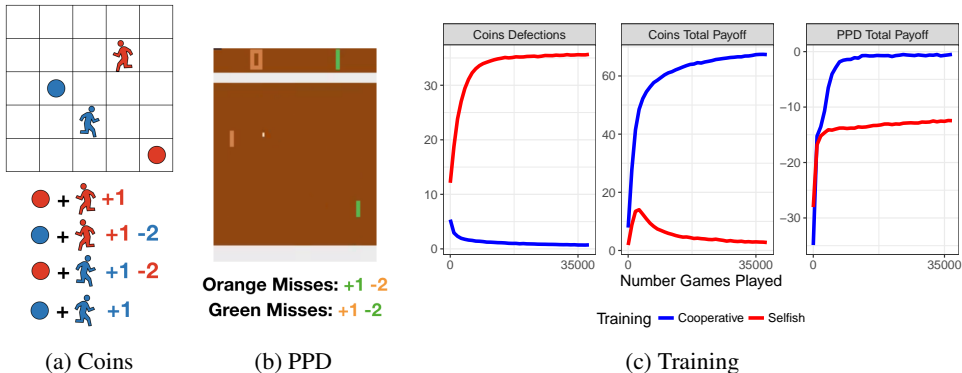 + +1
+ +1 -2
+ +1 -2
+ +1
(a) Coins
0 1
Orange Misses: +1 -2
Green Misses: +1 -2
(b) PPD
Coins Defections
30
20
10
0
0 35000
Coins Total Payoff
60
40
20
0
0 35000
PPD Total Payoff
0
−10
−20
−30
0 35000
Number Games Played
Training Cooperative Selfish
(c) Training